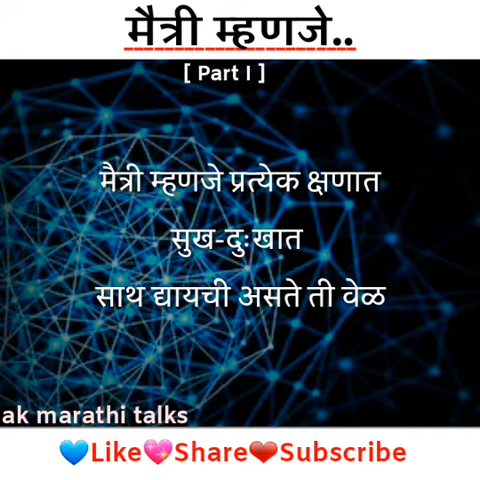 मैत्री म्हणजे..
[ Part I ]
मैत्री म्हणजे प्रत्येक क्षणात
सुख-दुःखात
साथ द्यायची असते ती वेळ
ak marathi talks
💙Like💖Share❤Subscribe